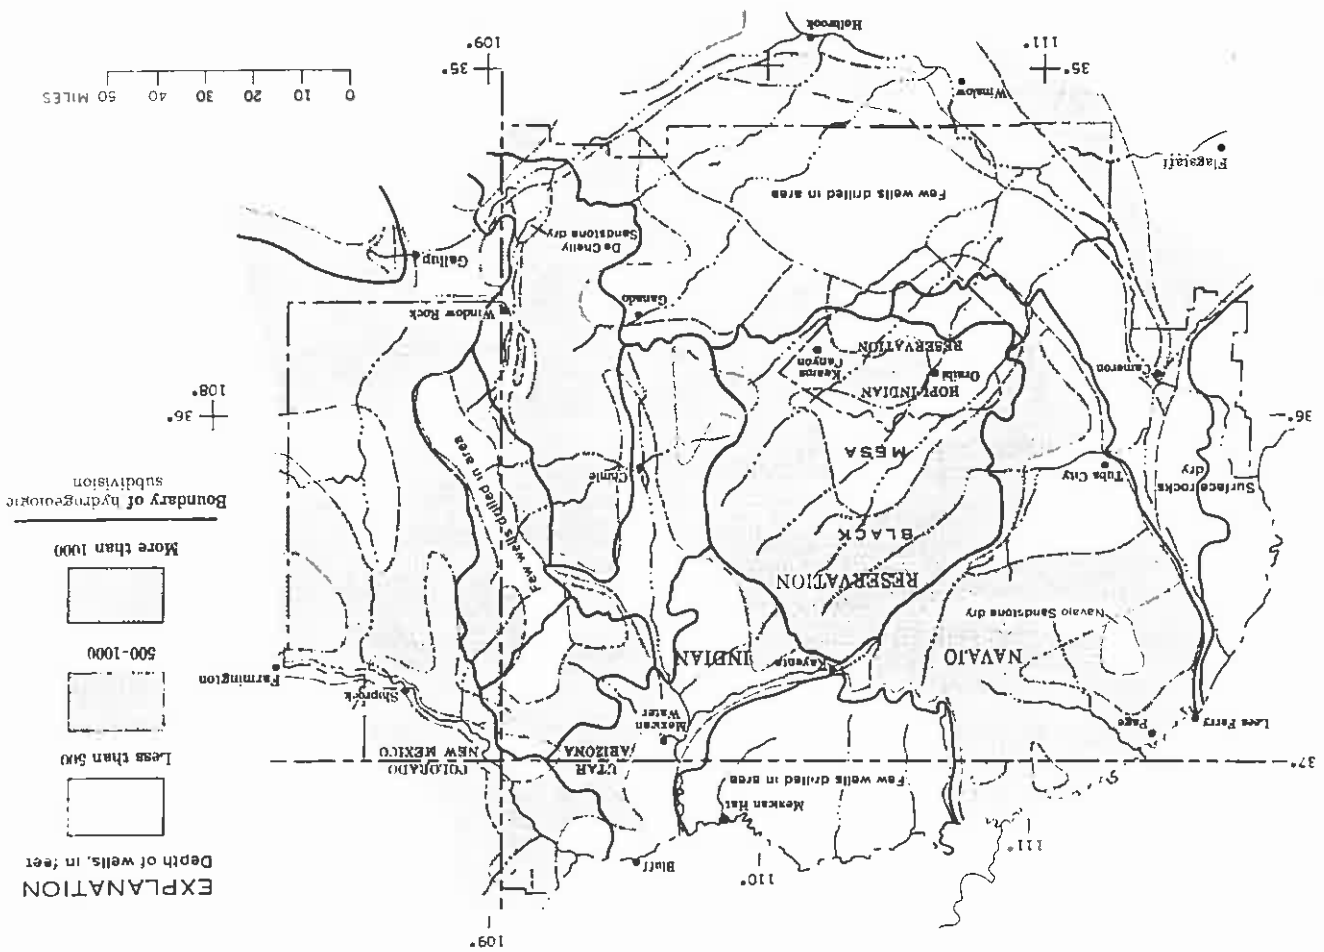 109°
111°
110°
Bluff
Mexican Hat
Few wells drilled in area
37°
UTAH
ARIZONA
COLORADO
NEW MEXICO
Lees Ferry
Page
Mexican
Water
Shiprock
Farmington
NAVAJO
Kayenta
INDIAN
Navajo Sandstone dry
RESERVATION
BLACK
MESA
Few wells drilled in area
Surface rocks
dry
Tuba City
Chinle
36°
36°
108°
HOPI INDIAN
RESERVATION
Oraibi
Keams
Canyon
Cameron
Window Rock
Ganado
Gallup
De Chelly
Sandstone dry
Few wells drilled in area
Flagstaff
Winslow
35°
111°
35°
109°
Holbrook
EXPLANATION
Depth of wells, in feet
Less than 500
500-1000
More than 1000
Boundary of hydrogeologic
subdivision
0 10 20 30 40 50 MILES